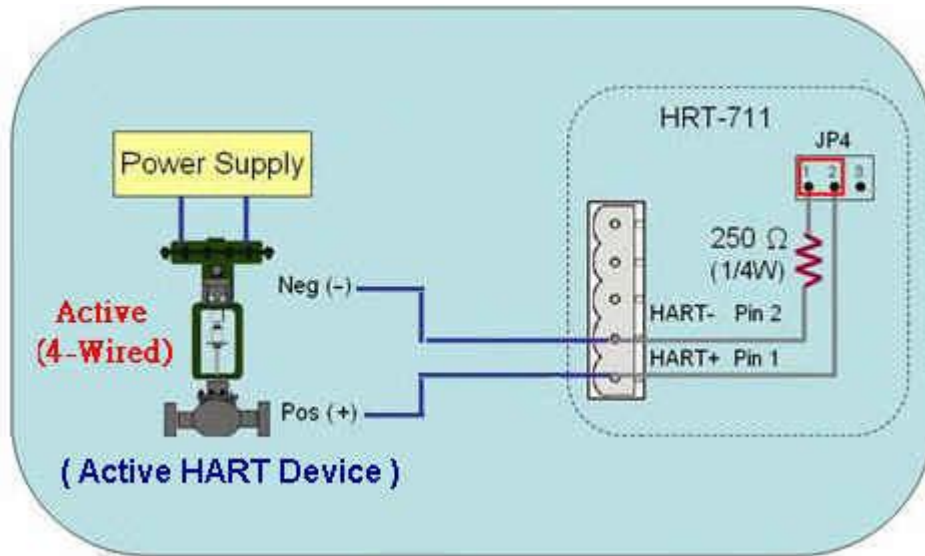 HRT-711
JP4
1 2 3
Power Supply
250 Ω
(1/4W)
Neg (-)
Active
(4-Wired)
HART- Pin 2
HART+ Pin 1
Pos (+)
( Active HART Device )